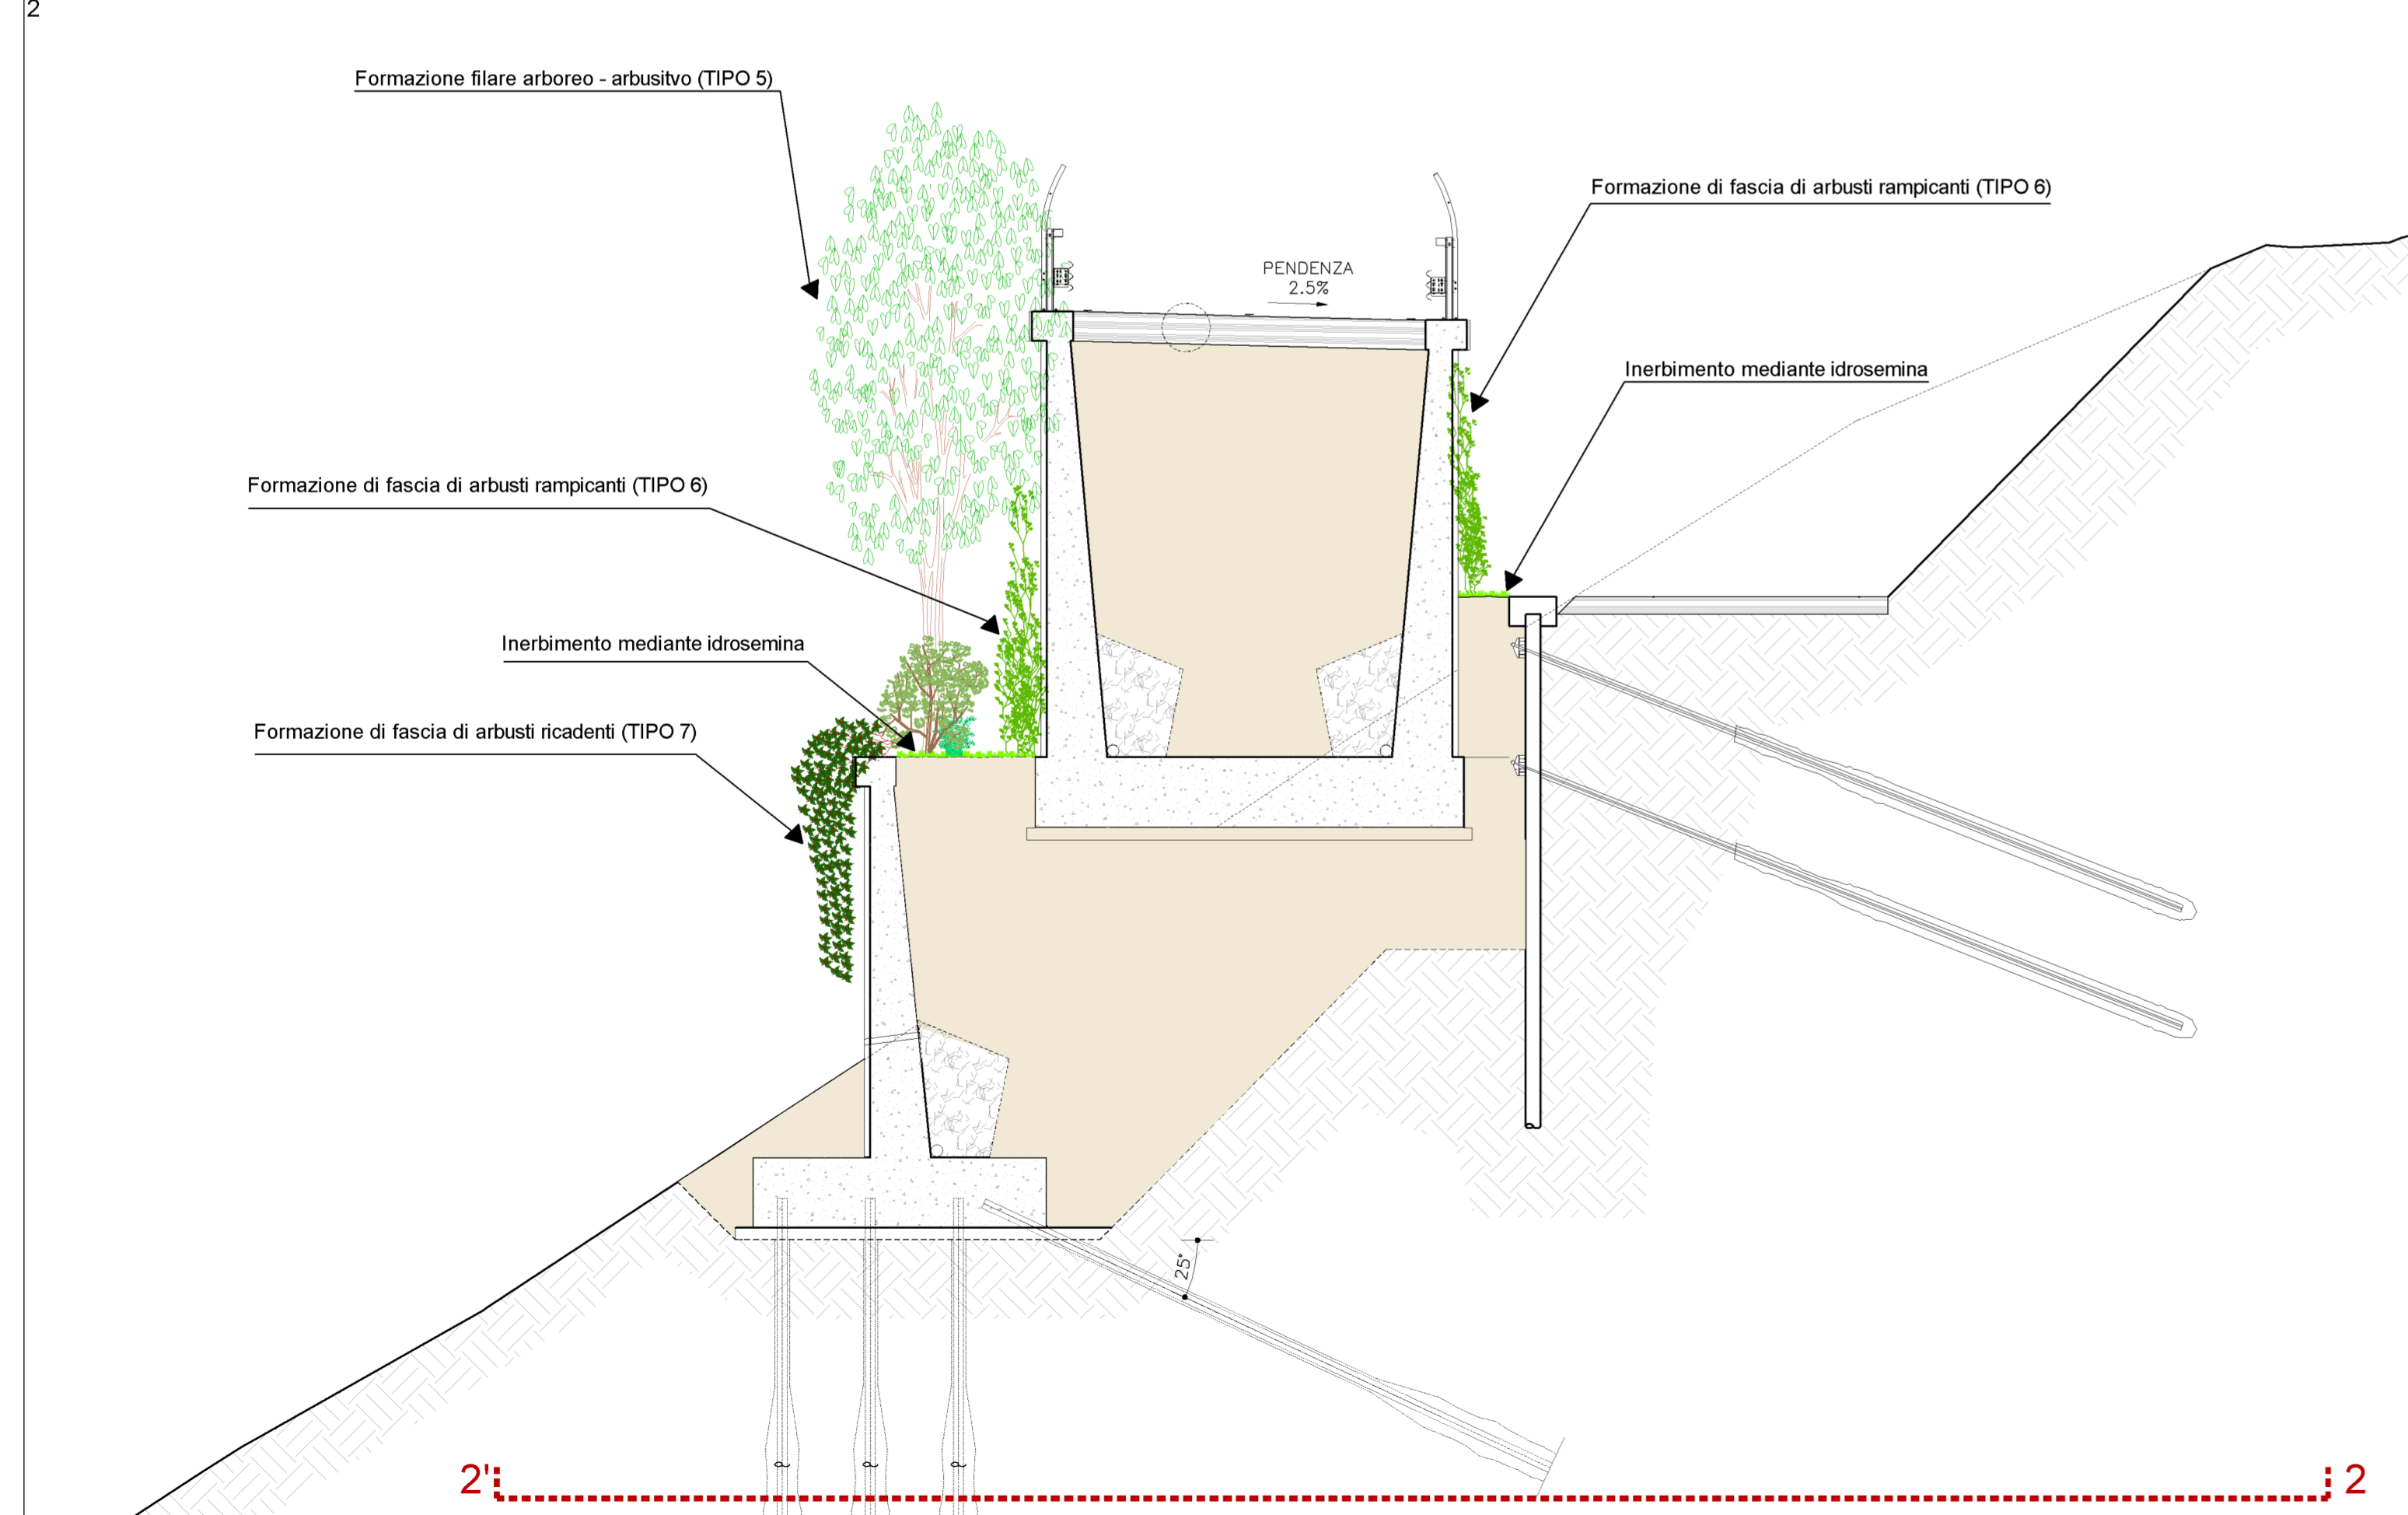 2
Formazione filare arboreo - arbusitvo (TIPO 5)
Formazione di fascia di arbusti rampicanti (TIPO 6)
PENDENZA
2.5%
Inerbimento mediante idrosemina
Formazione di fascia di arbusti rampicanti (TIPO 6)
Inerbimento mediante idrosemina
Formazione di fascia di arbusti ricadenti (TIPO 7)
25°
2'
2